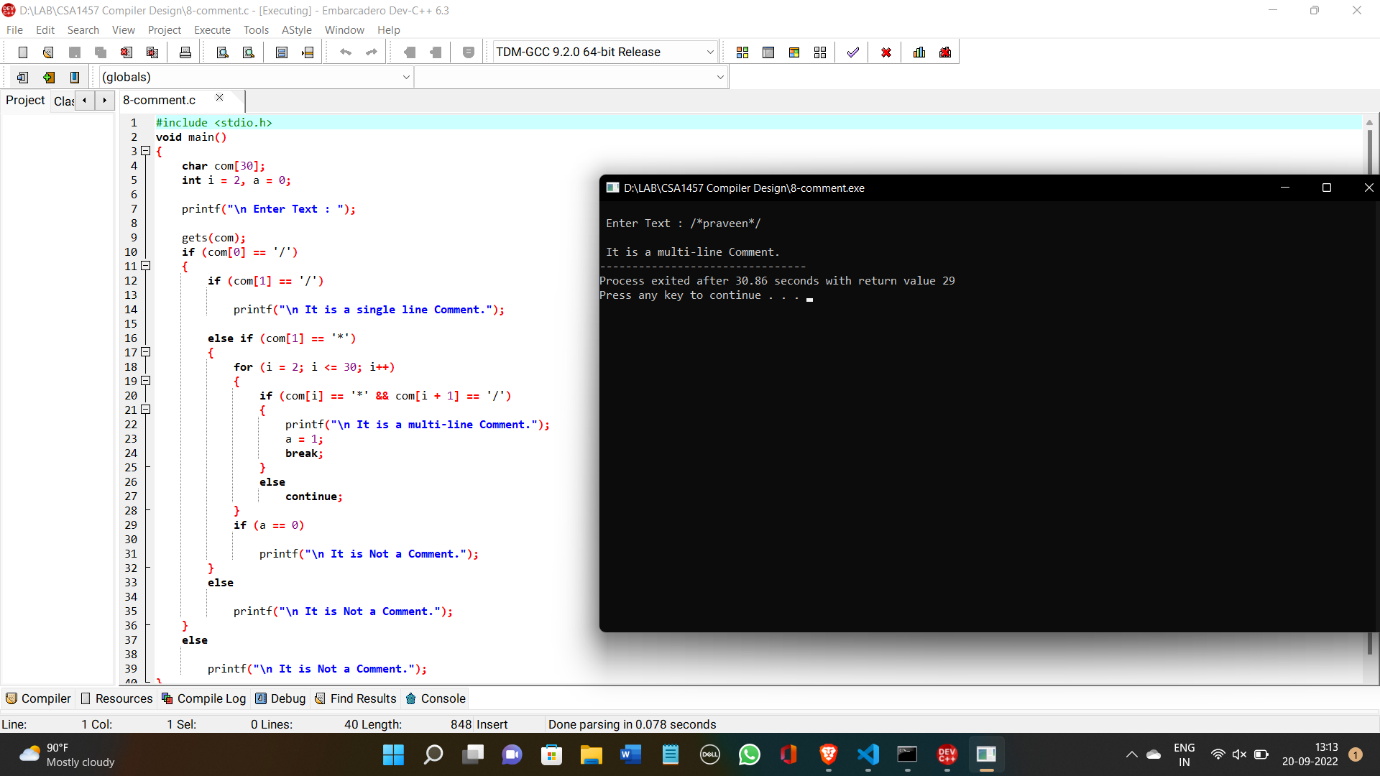 D:\LAB\CSA1457 Compiler Design\8-comment.c - [Executing] - Embarcadero Dev-C++ 6.3
File Edit Search View Project Execute Tools AStyle Window Help
TDM-GCC 9.2.0 64-bit Release
(globals)
Project Clas 8-comment.c
1 #include <stdio.h>
2 void main()
3 {
4 char com[30];
5 int i = 2, a = 0;
6
7 printf("\n Enter Text : ");
8
9 gets(com);
10 if (com[0] == '/')
11 {
12 if (com[1] == '/')
13
14 printf("\n It is a single line Comment.");
15
16 else if (com[1] == '*')
17 {
18 for (i = 2; i <= 30; i++)
19 {
20 if (com[i] == '*' && com[i + 1] == '/')
21 {
22 printf("\n It is a multi-line Comment.");
23 a = 1;
24 break;
25 }
26 else
27 continue;
28 }
29 if (a == 0)
30
31 printf("\n It is Not a Comment.");
32 }
33 else
34
35 printf("\n It is Not a Comment.");
36 }
37 else
38
39 printf("\n It is Not a Comment.");
40 }
D:\LAB\CSA1457 Compiler Design\8-comment.exe
Enter Text : /*praveen*/
It is a multi-line Comment.
--------------------------------
Process exited after 30.86 seconds with return value 29
Press any key to continue . . .
Compiler Resources Compile Log Debug Find Results Console
Line: 1 Col: 1 Sel: 0 Lines: 40 Length: 848 Insert Done parsing in 0.078 seconds
90°F
Mostly cloudy
DELL
DEV C++
ENG
IN
13:13
20-09-2022
1